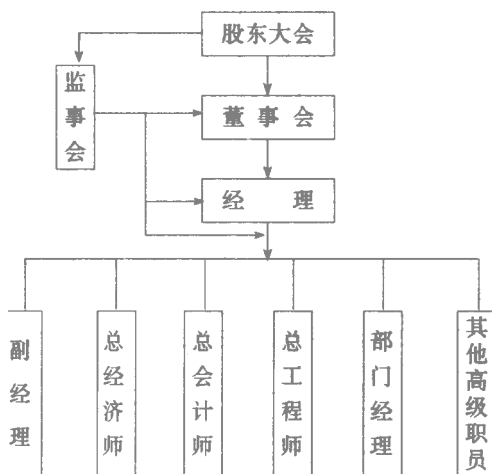 股东大会
监事会
董事会
经理
副经理
总经济师
总会计师
总工程师
部门经理
其他高级职员